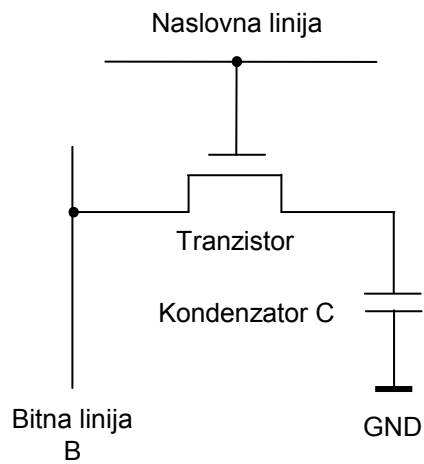 Naslovna linija
Tranzistor
Kondenzator C
Bitna linija
B
GND